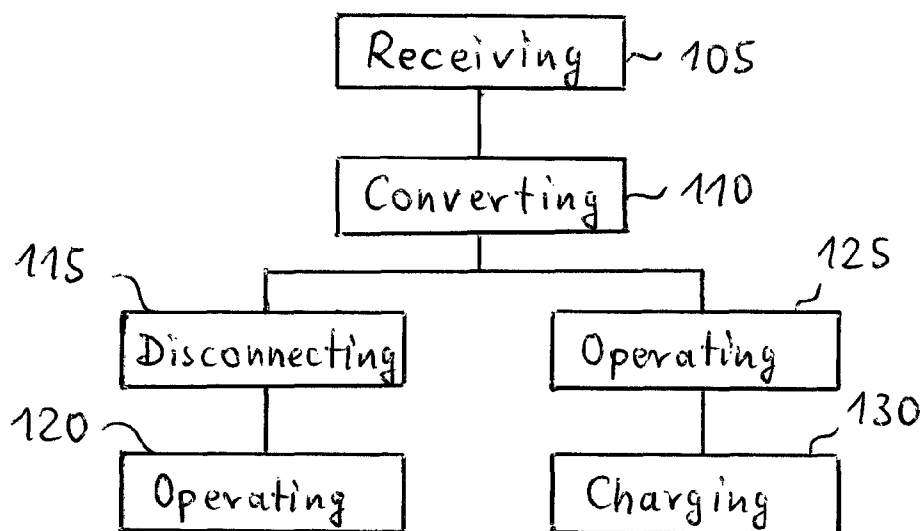 Receiving 105
Converting 110
115 125
Disconnecting Operating
120 130
Operating Charging